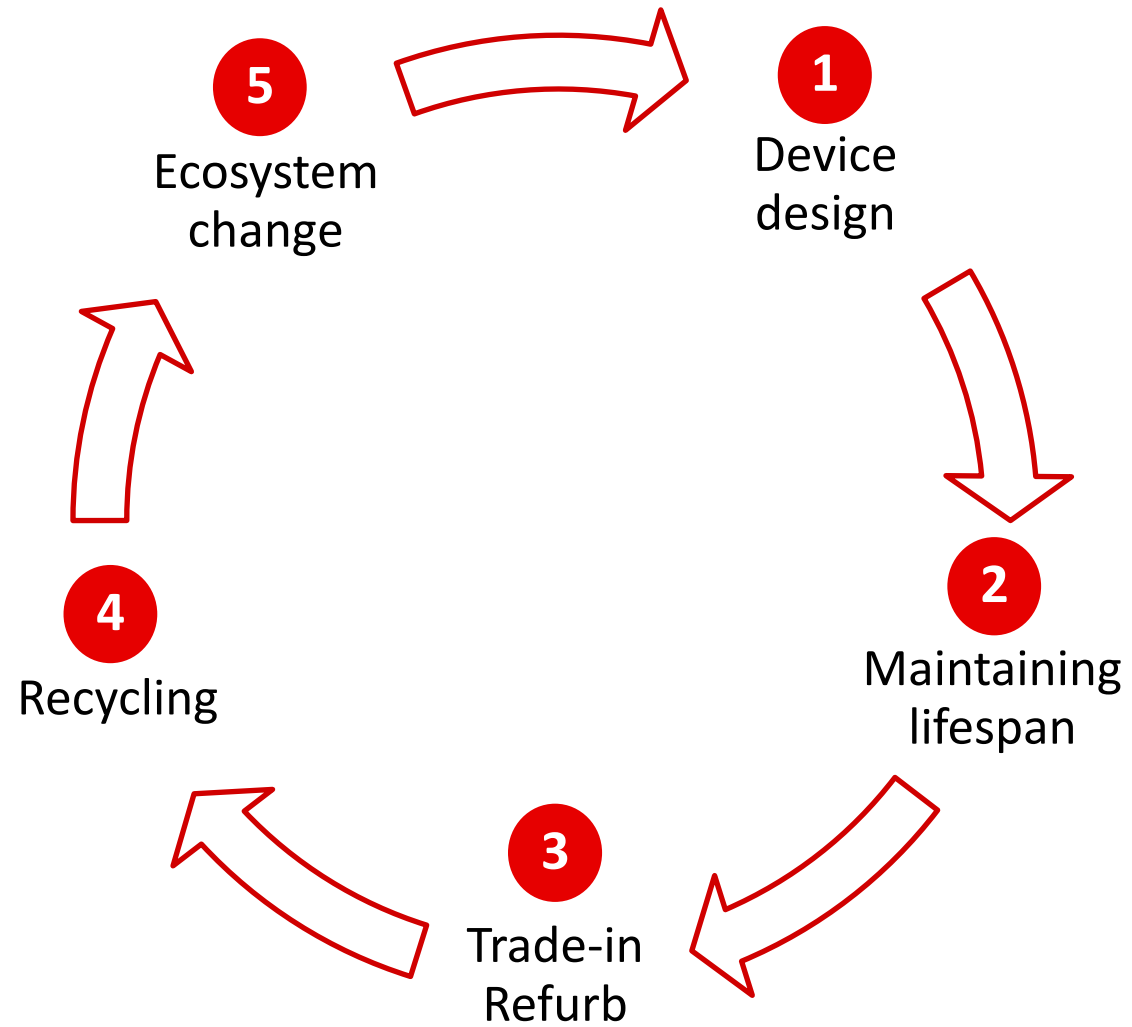 1
Device
design
2
Maintaining
lifespan
3
Trade-in
Refurb
4
Recycling
5
Ecosystem
change